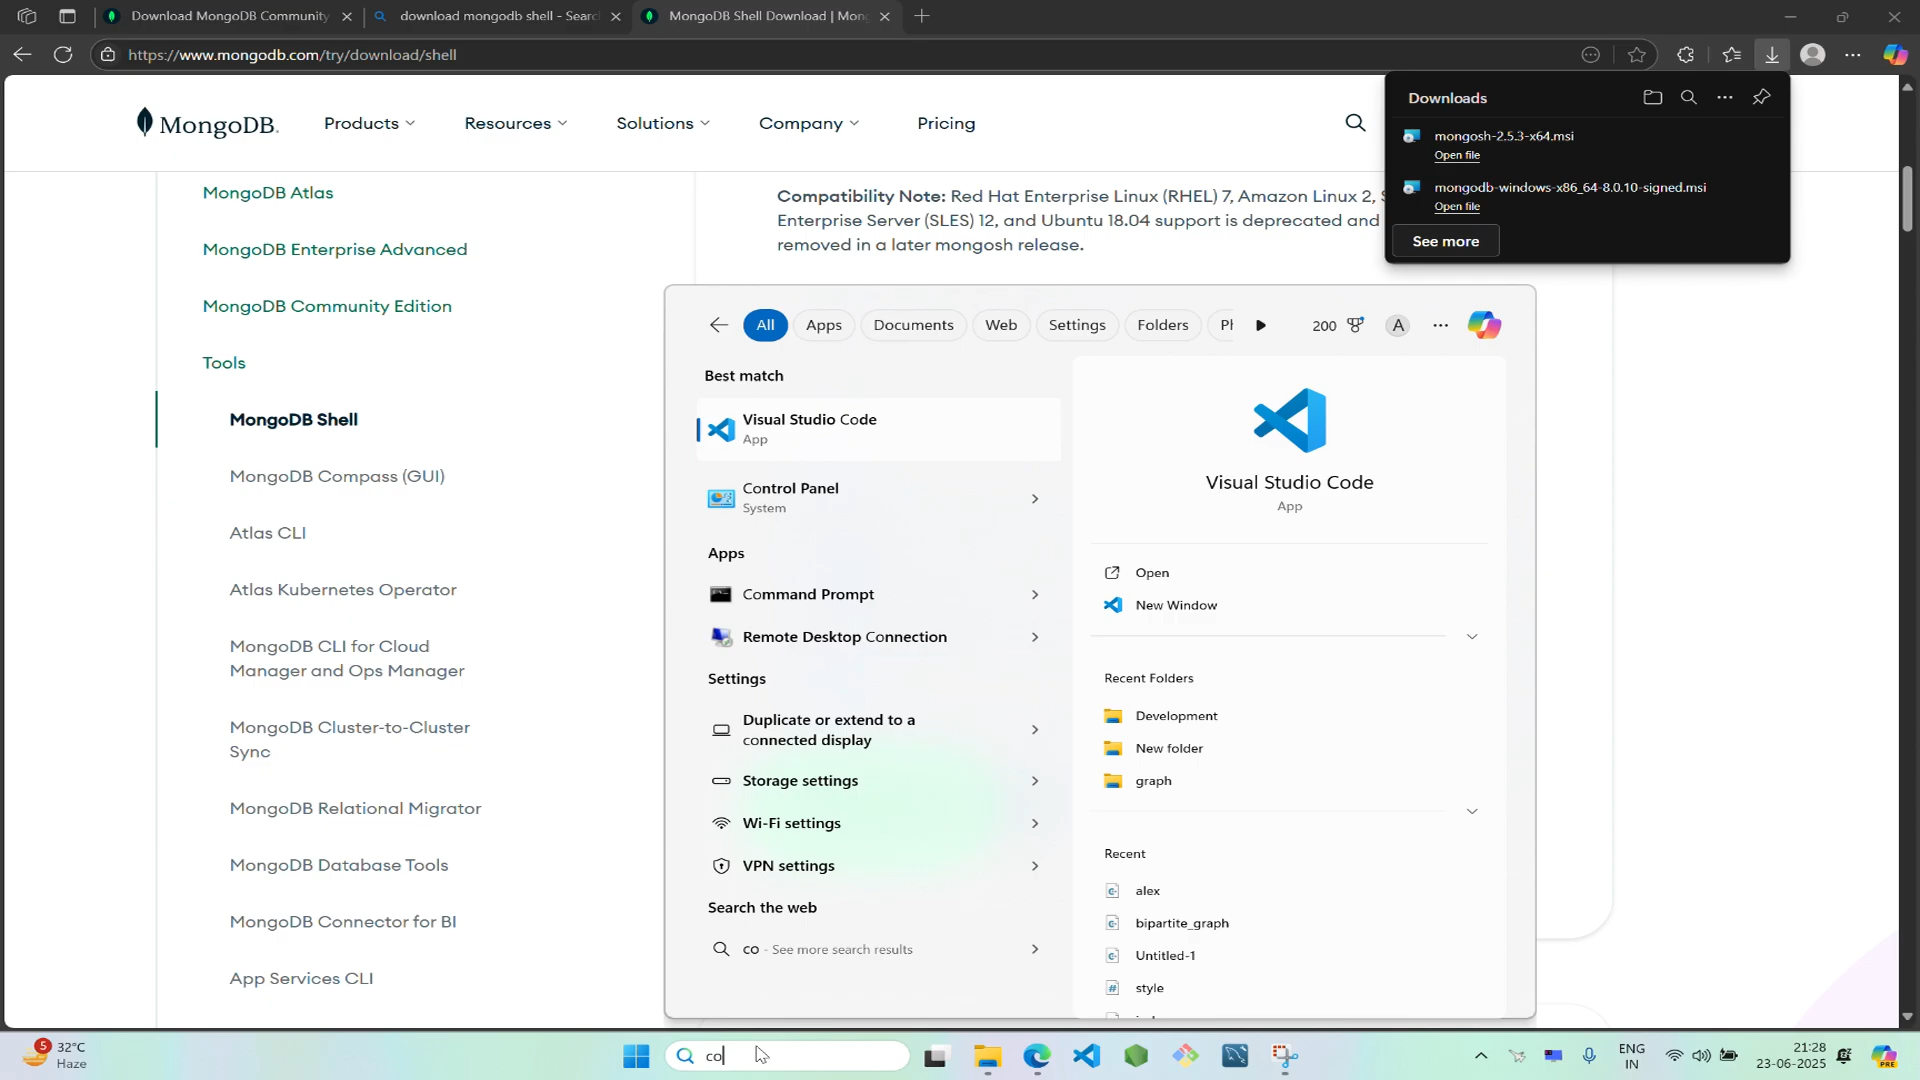 Download MongoDB Community
download mongodb shell - Searc
MongoDB Shell Download | Mon
https://www.mongodb.com/try/download/shell
MongoDB.
Products
Resources
Solutions
Company
Pricing
Downloads
mongosh-2.5.3-x64.msi
Open file
mongodb-windows-x86_64-8.0.10-signed.msi
Open file
See more
MongoDB Atlas
MongoDB Enterprise Advanced
MongoDB Community Edition
Tools
MongoDB Shell
MongoDB Compass (GUI)
Atlas CLI
Atlas Kubernetes Operator
MongoDB CLI for Cloud
Manager and Ops Manager
MongoDB Cluster-to-Cluster
Sync
MongoDB Relational Migrator
MongoDB Database Tools
MongoDB Connector for BI
App Services CLI
Compatibility Note: Red Hat Enterprise Linux (RHEL) 7, Amazon Linux 2, S
Enterprise Server (SLES) 12, and Ubuntu 18.04 support is deprecated and
removed in a later mongosh release.
All
Apps
Documents
Web
Settings
Folders
Ph
200
A
Best match
Visual Studio Code
App
Control Panel
System
Apps
Command Prompt
Remote Desktop Connection
Settings
Duplicate or extend to a
connected display
Storage settings
Wi-Fi settings
VPN settings
Search the web
co - See more search results
Visual Studio Code
App
Open
New Window
Recent Folders
Development
New folder
graph
Recent
alex
bipartite_graph
Untitled-1
style
5
32°C
Haze
co
ENG
IN
21:28
23-06-2025
PRE